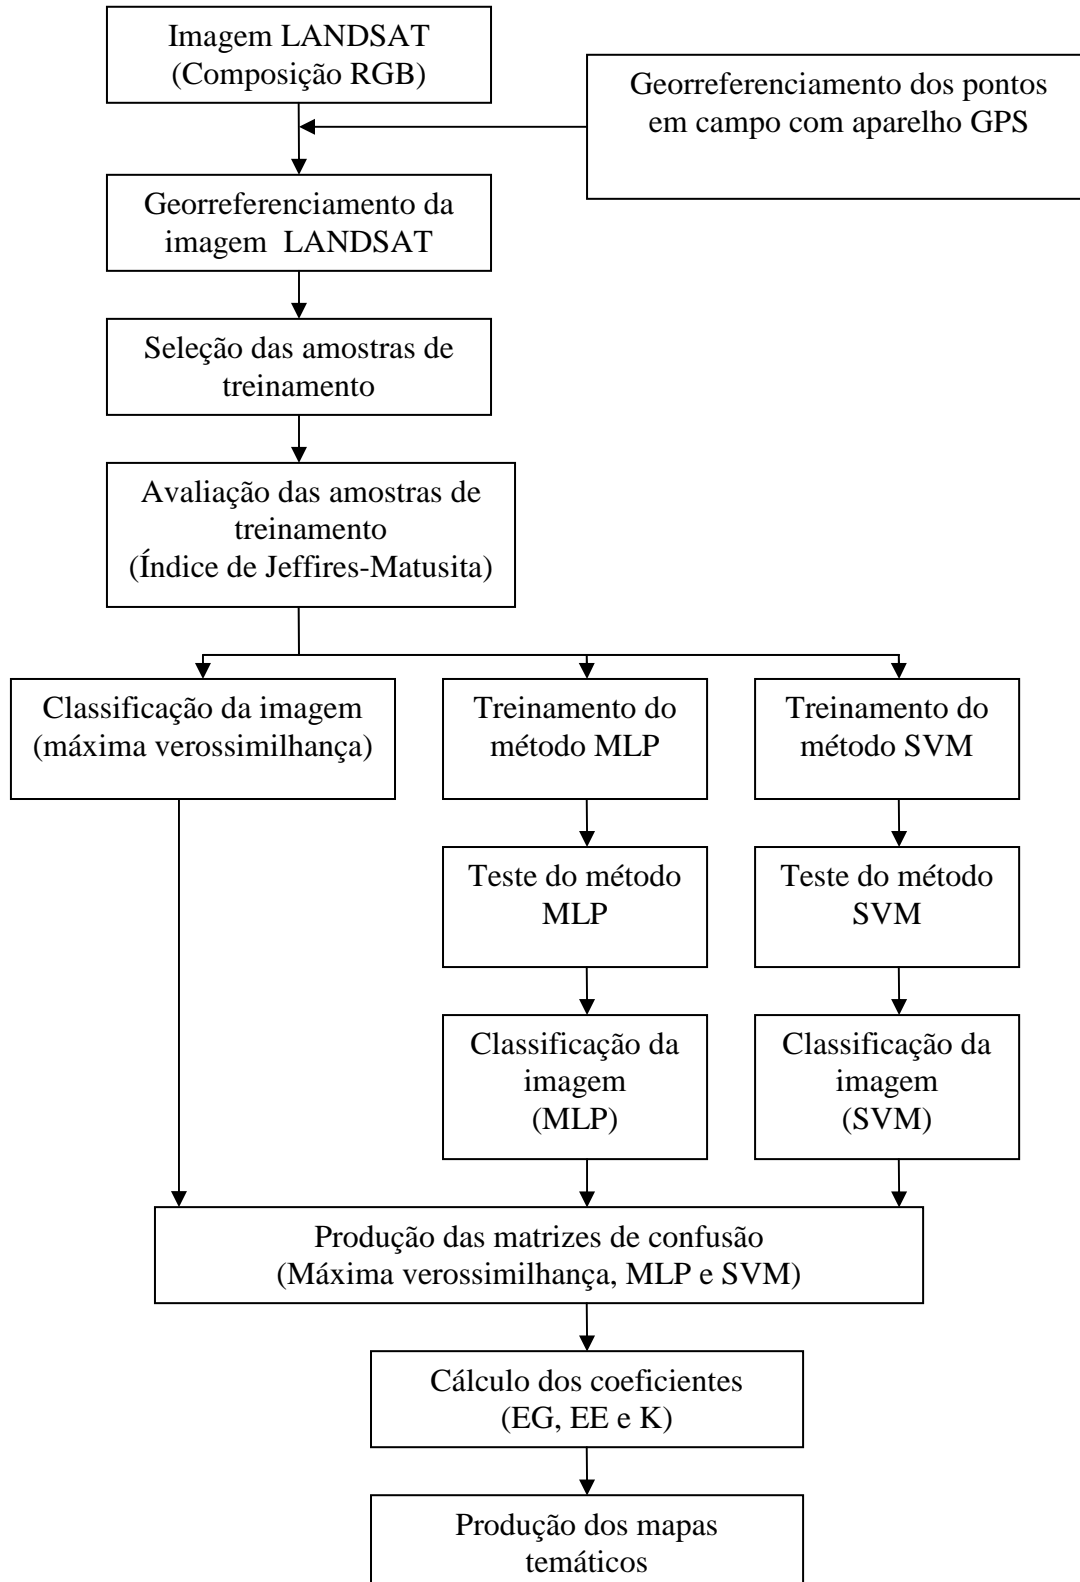 Imagem LANDSAT
(Composição RGB)
Georreferenciamento dos pontos
em campo com aparelho GPS
Georreferenciamento da
imagem LANDSAT
Seleção das amostras de
treinamento
Avaliação das amostras de
treinamento
(Índice de Jeffires-Matusita)
Classificação da imagem
(máxima verossimilhança)
Treinamento do
método MLP
Treinamento do
método SVM
Teste do método
MLP
Teste do método
SVM
Classificação da
imagem
(MLP)
Classificação da
imagem
(SVM)
Produção das matrizes de confusão
(Máxima verossimilhança, MLP e SVM)
Cálculo dos coeficientes
(EG, EE e K)
Produção dos mapas
temáticos